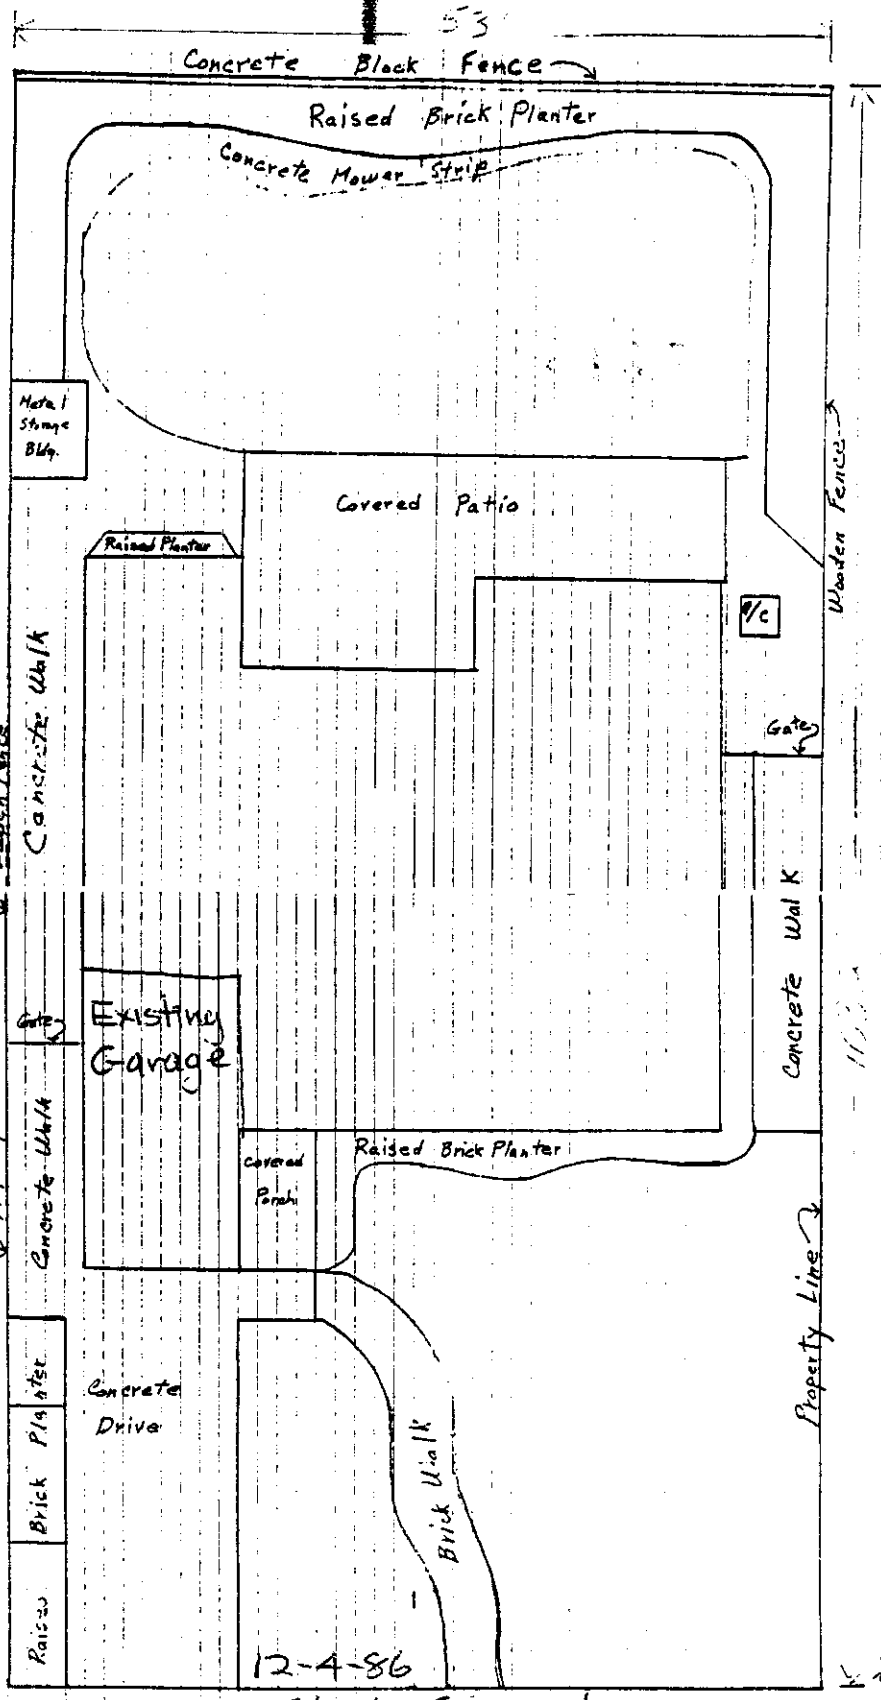 53
Concrete Block Fence
Raised Brick Planter
Concrete Mower Strip
Metal
Storage
Bldg.
Covered Patio
Wooden Fence
Raised Planter
A/C
Concrete Walk
Gate
Existing
Garage
Gate
Concrete Walk
Concrete Walk
Covered
Porch
Raised Brick Planter
Property Line
Concrete
Drive
Brick Walk
Raised Brick Planter
12-4-86